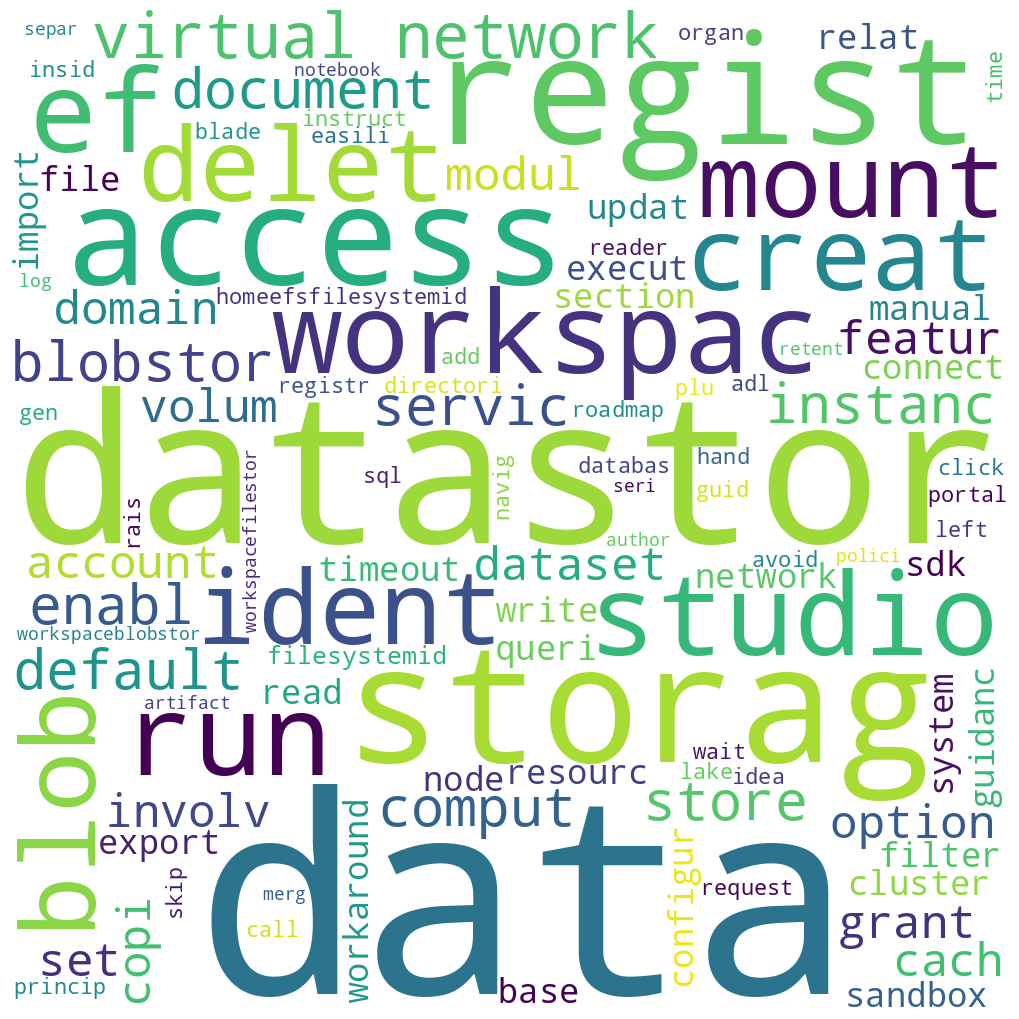 separ
virtual network
organ
relat
insid
notebook
regist
time
ef
document
instruct
blade
easili
delet
modul
mount
import
file
access
updat
creat
reader
execut
log
homeefsfilesystemid
section
domain
manual
workspac
featur
blobstor
add
retent
connect
registr
directori
plu
adl
gen
volum
servic
roadmap
instanc
datastor
sql
navig
databas
hand
click
seri
guid
portal
rais
workspacefilestor
left
author
account
timeout
dataset
avoid
polici
sdk
network
enabl
ident
write
studio
workspaceblobstor
queri
filesystemid
default
read
storag
system
guidanc
artifact
blob
run
wait
node
resourc
lake
idea
involv
comput
store
option
export
workaround
data
configur
filter
skip
merg
request
cluster
copi
call
grant
set
cach
princip
base
sandbox